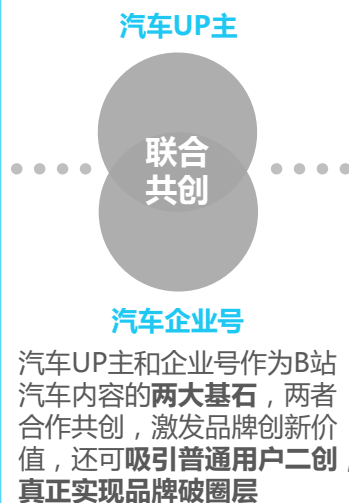 汽车UP主
联合
共创
汽车企业号
汽车UP主和企业号作为B站
汽车内容的两大基石，两者
合作共创，激发品牌创新价
值，还可吸引普通用户二创，
真正实现品牌破圈层